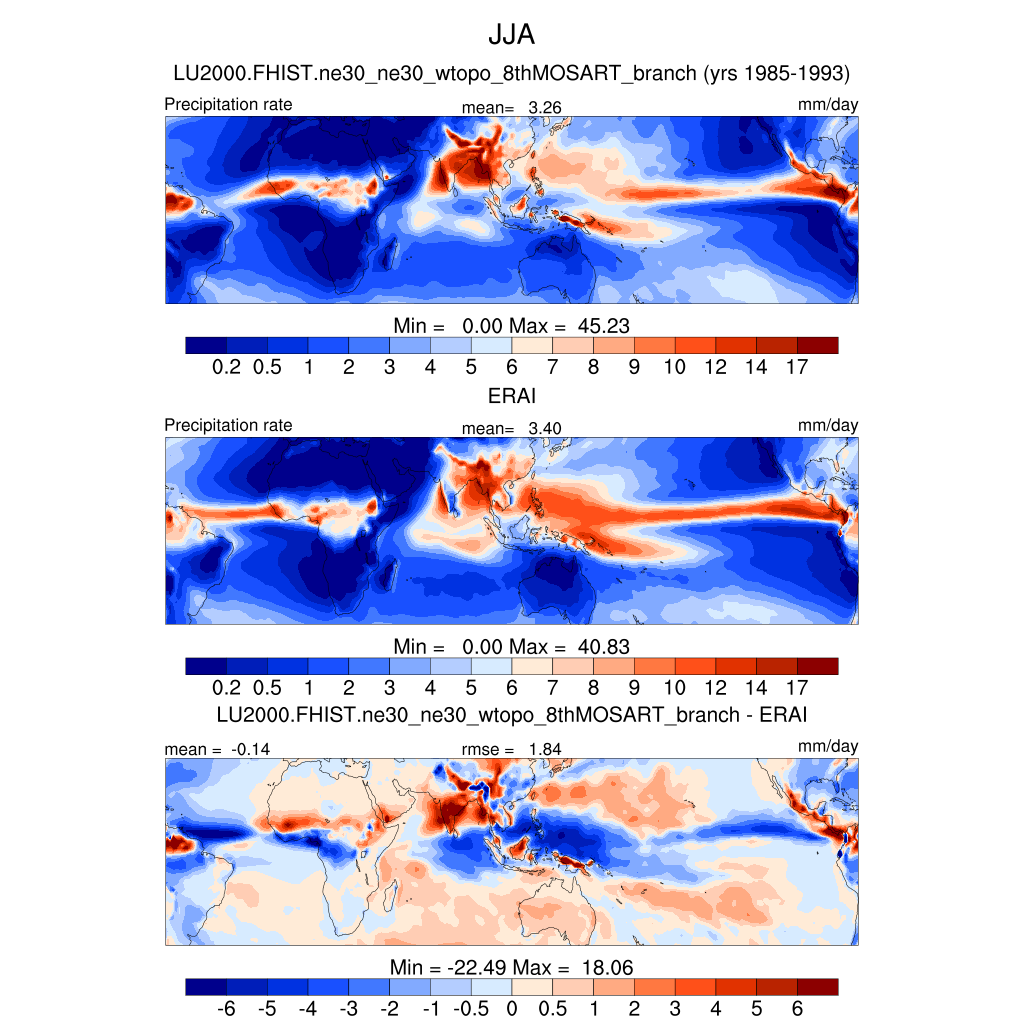 JJA
LU2000.FHIST.ne30_ne30_wtopo_8thMOSART_branch (yrs 1985-1993)
Precipitation rate mean= 3.26 mm/day
Min = 0.00 Max = 45.23
0.2 0.5 1 2 3 4 5 6 7 8 9 10 12 14 17
ERAI
Precipitation rate mean= 3.40 mm/day
Min = 0.00 Max = 40.83
0.2 0.5 1 2 3 4 5 6 7 8 9 10 12 14 17
LU2000.FHIST.ne30_ne30_wtopo_8thMOSART_branch - ERAI
mean = -0.14 rmse = 1.84 mm/day
Min = -22.49 Max = 18.06
-6 -5 -4 -3 -2 -1 -0.5 0 0.5 1 2 3 4 5 6